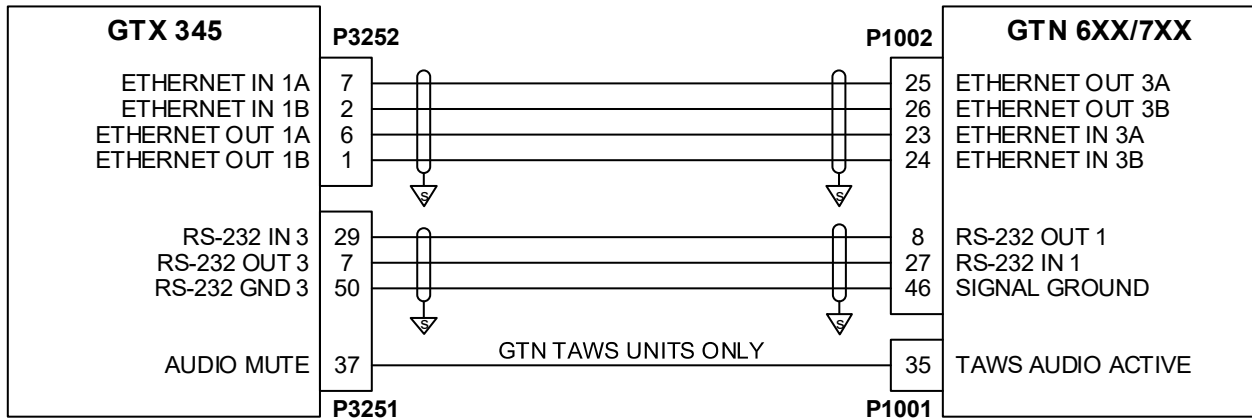 GTX 345 GTN 6XX/7XX
P3252 P1002
ETHERNET IN 1A 7 25 ETHERNET OUT 3A
ETHERNET IN 1B 2 26 ETHERNET OUT 3B
ETHERNET OUT 1A 6 23 ETHERNET IN 3A
ETHERNET OUT 1B 1 24 ETHERNET IN 3B
S S
RS-232 IN 3 29 8 RS-232 OUT 1
RS-232 OUT 3 7 27 RS-232 IN 1
RS-232 GND 3 50 46 SIGNAL GROUND
S S
GTN TAWS UNITS ONLY
AUDIO MUTE 37 35 TAWS AUDIO ACTIVE
P3251 P1001